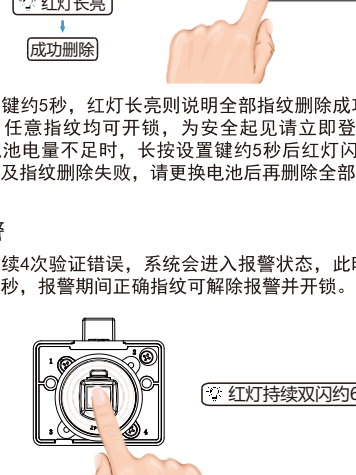 红灯长亮
成功删除
键约5秒，红灯长亮则说明全部指纹删除成
任意指纹均可开锁，为安全起见请立即登
池电量不足时，长按设置键约5秒后红灯闪
及指纹删除失败，请更换电池后再删除全部
续4次验证错误，系统会进入报警状态，此
秒，报警期间正确指纹可解除报警并开锁。
1 2
红灯持续双闪约6
3 4